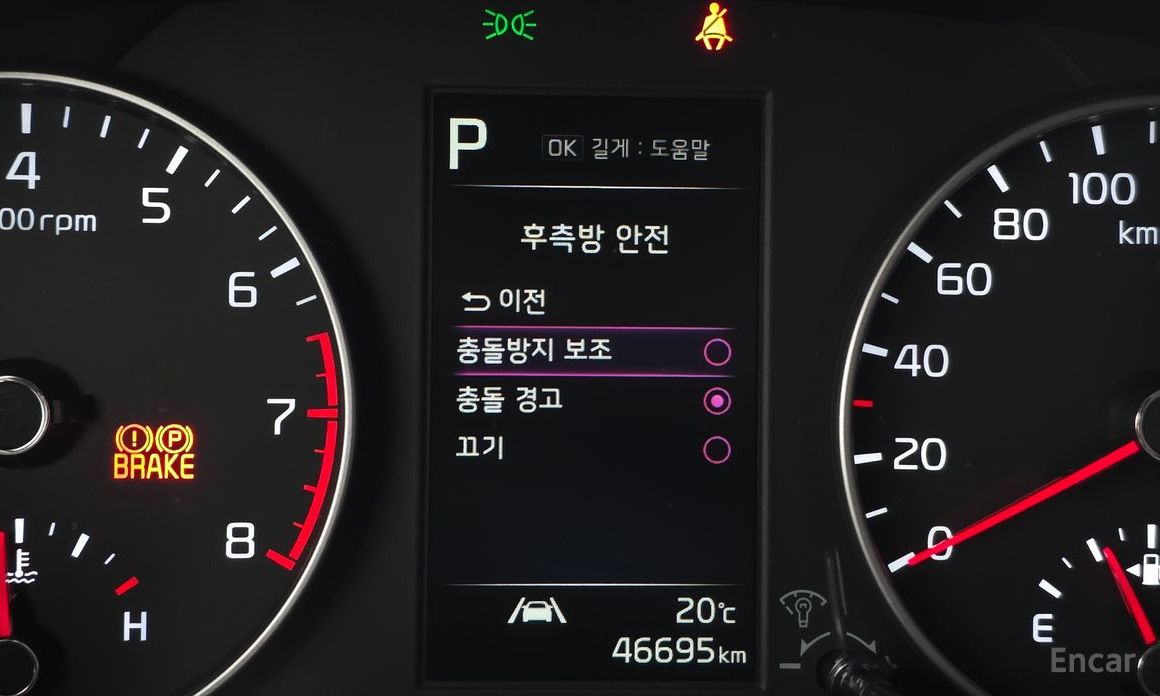 P
OK 길게 : 도움말
후측방 안전
이전
충돌방지 보조
충돌 경고
끄기
20℃
46695km
4
5
6
7
8
00rpm
P
BRAKE
H
100
80
60
40
20
0
km
E
Encar